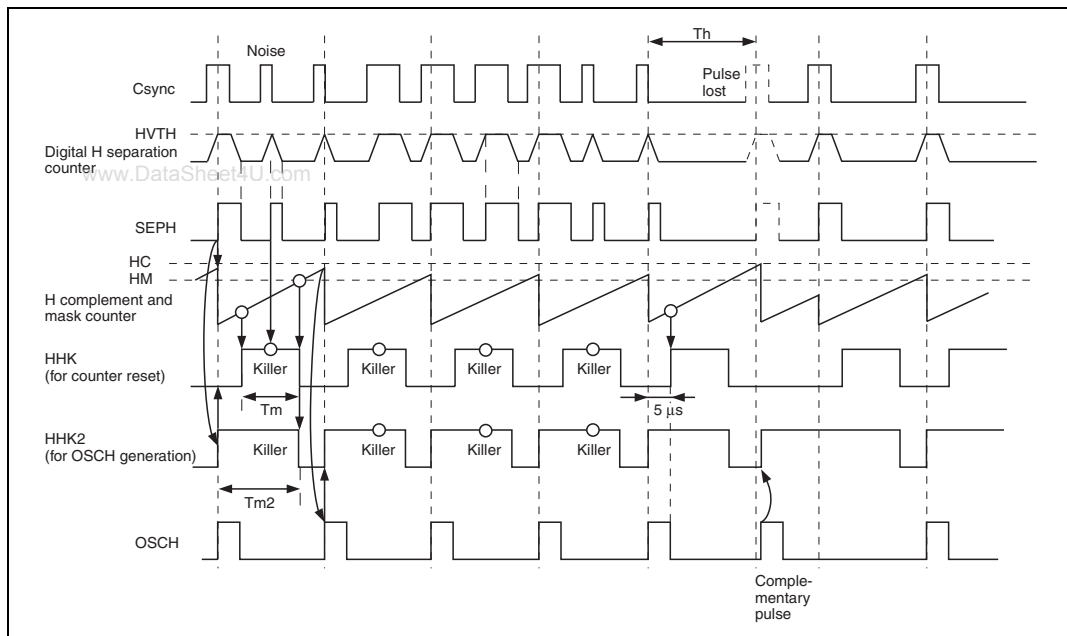 Th
Noise
Pulse
lost
Csync
HVTH
Digital H separation
counter
www.DataSheet4U.com
SEPH
HC
HM
H complement and
mask counter
HHK
(for counter reset)
Killer
Killer
Killer
Killer
Tm
5 µs
HHK2
(for OSCH generation)
Killer
Killer
Killer
Killer
Tm2
OSCH
Comple-
mentary
pulse